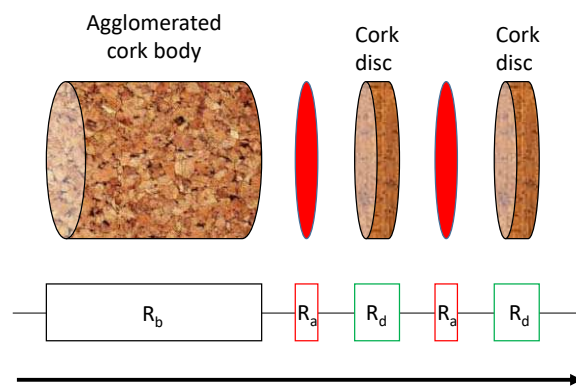 Agglomerated
cork body
Cork
disc
Cork
disc
R_b
R_a
R_d
R_a
R_d